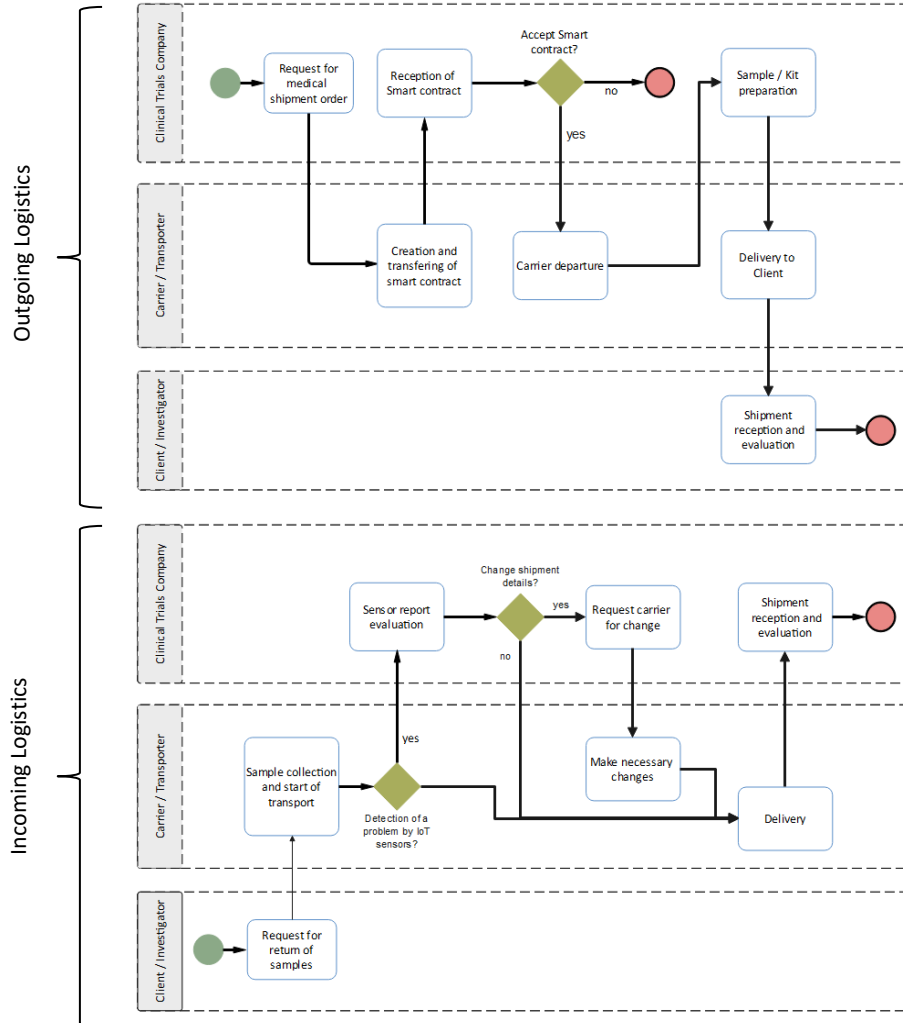 Outgoing Logistics
Clinical Trials Company
Request for
medical
shipment order
Reception of
Smart contract
Accept Smart
contract?
no
yes
Sample / Kit
preparation
Carrier / Transporter
Creation and
transfering of
smart contract
Carrier departure
Delivery to
Client
Client / Investigator
Shipment
reception and
evaluation
Incoming Logistics
Clinical Trials Company
Sensor report
evaluation
Change shipment
details?
yes
no
Request carrier
for change
Shipment
reception and
evaluation
Carrier / Transporter
Sample collection
and start of
transport
yes
Detection of a
problem by IoT
sensors?
Make necessary
changes
Delivery
Client / Investigator
Request for
return of
samples